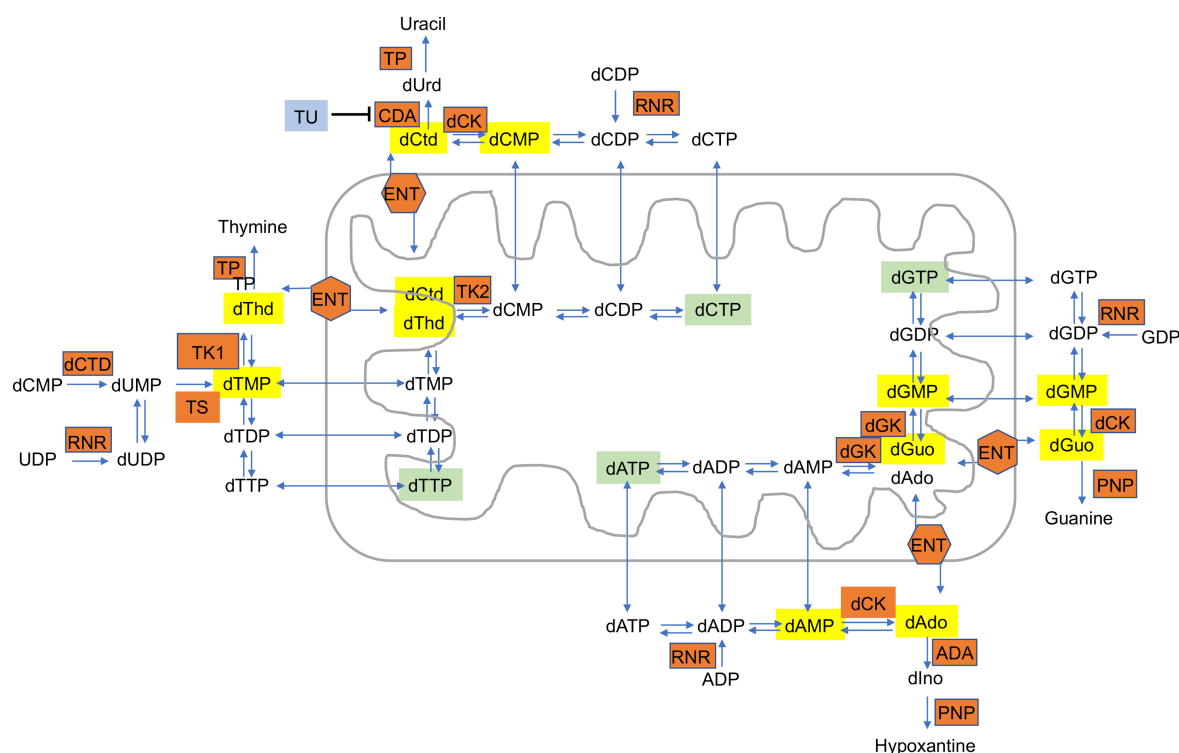 Uracil
TP
dUrd
dCDP
RNR
TU
CDA
dCK
dCtd
dCMP
dCDP
dCTP
ENT
Thymine
TP
TP
dThd
ENT
dCtd
TK2
dThd
dCMP
dCDP
dCTP
dGTP
dGTP
RNR
dGDP
dGDP
GDP
TK1
dCTD
dCMP
dUMP
dTMP
dTMP
TS
dGMP
dGMP
dGK
dCK
RNR
dTDP
dTDP
UDP
dUDP
dGK
dGuo
ENT
dGuo
dATP
dADP
dAMP
dAdo
dTTP
dTTP
PNP
Guanine
ENT
dCK
dATP
dADP
dAMP
dAdo
RNR
ADA
ADP
dIno
PNP
Hypoxantine